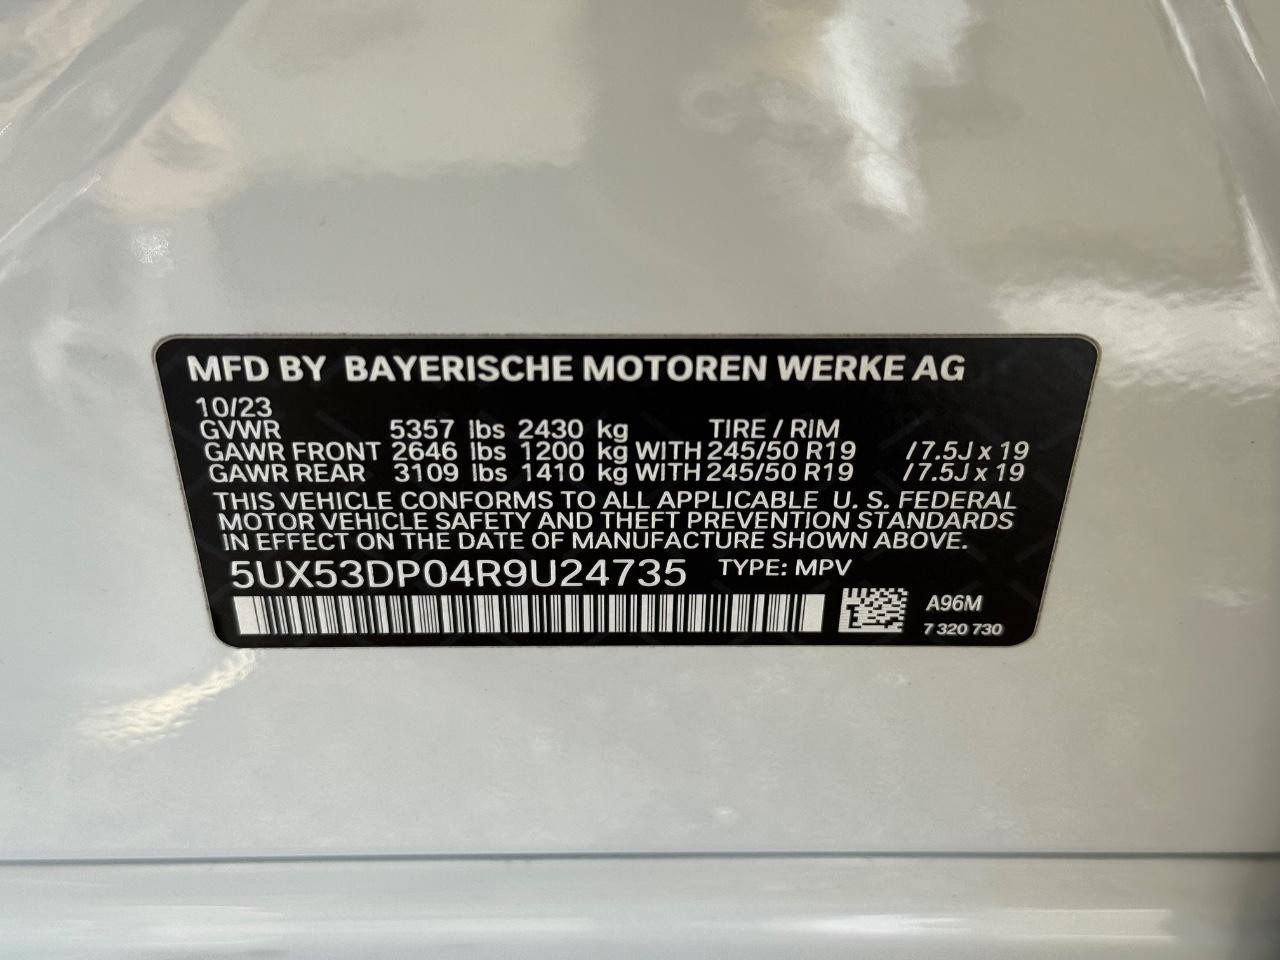 MFD BY BAYERISCHE MOTOREN WERKE AG
10/23
GVWR 5357 lbs 2430 kg TIRE / RIM
GAWR FRONT 2646 lbs 1200 kg WITH 245/50 R19 / 7.5J x 19
GAWR REAR 3109 lbs 1410 kg WITH 245/50 R19 / 7.5J x 19
THIS VEHICLE CONFORMS TO ALL APPLICABLE U. S. FEDERAL
MOTOR VEHICLE SAFETY AND THEFT PREVENTION STANDARDS
IN EFFECT ON THE DATE OF MANUFACTURE SHOWN ABOVE.
5UX53DP04R9U24735 TYPE: MPV
A96M
7 320 730